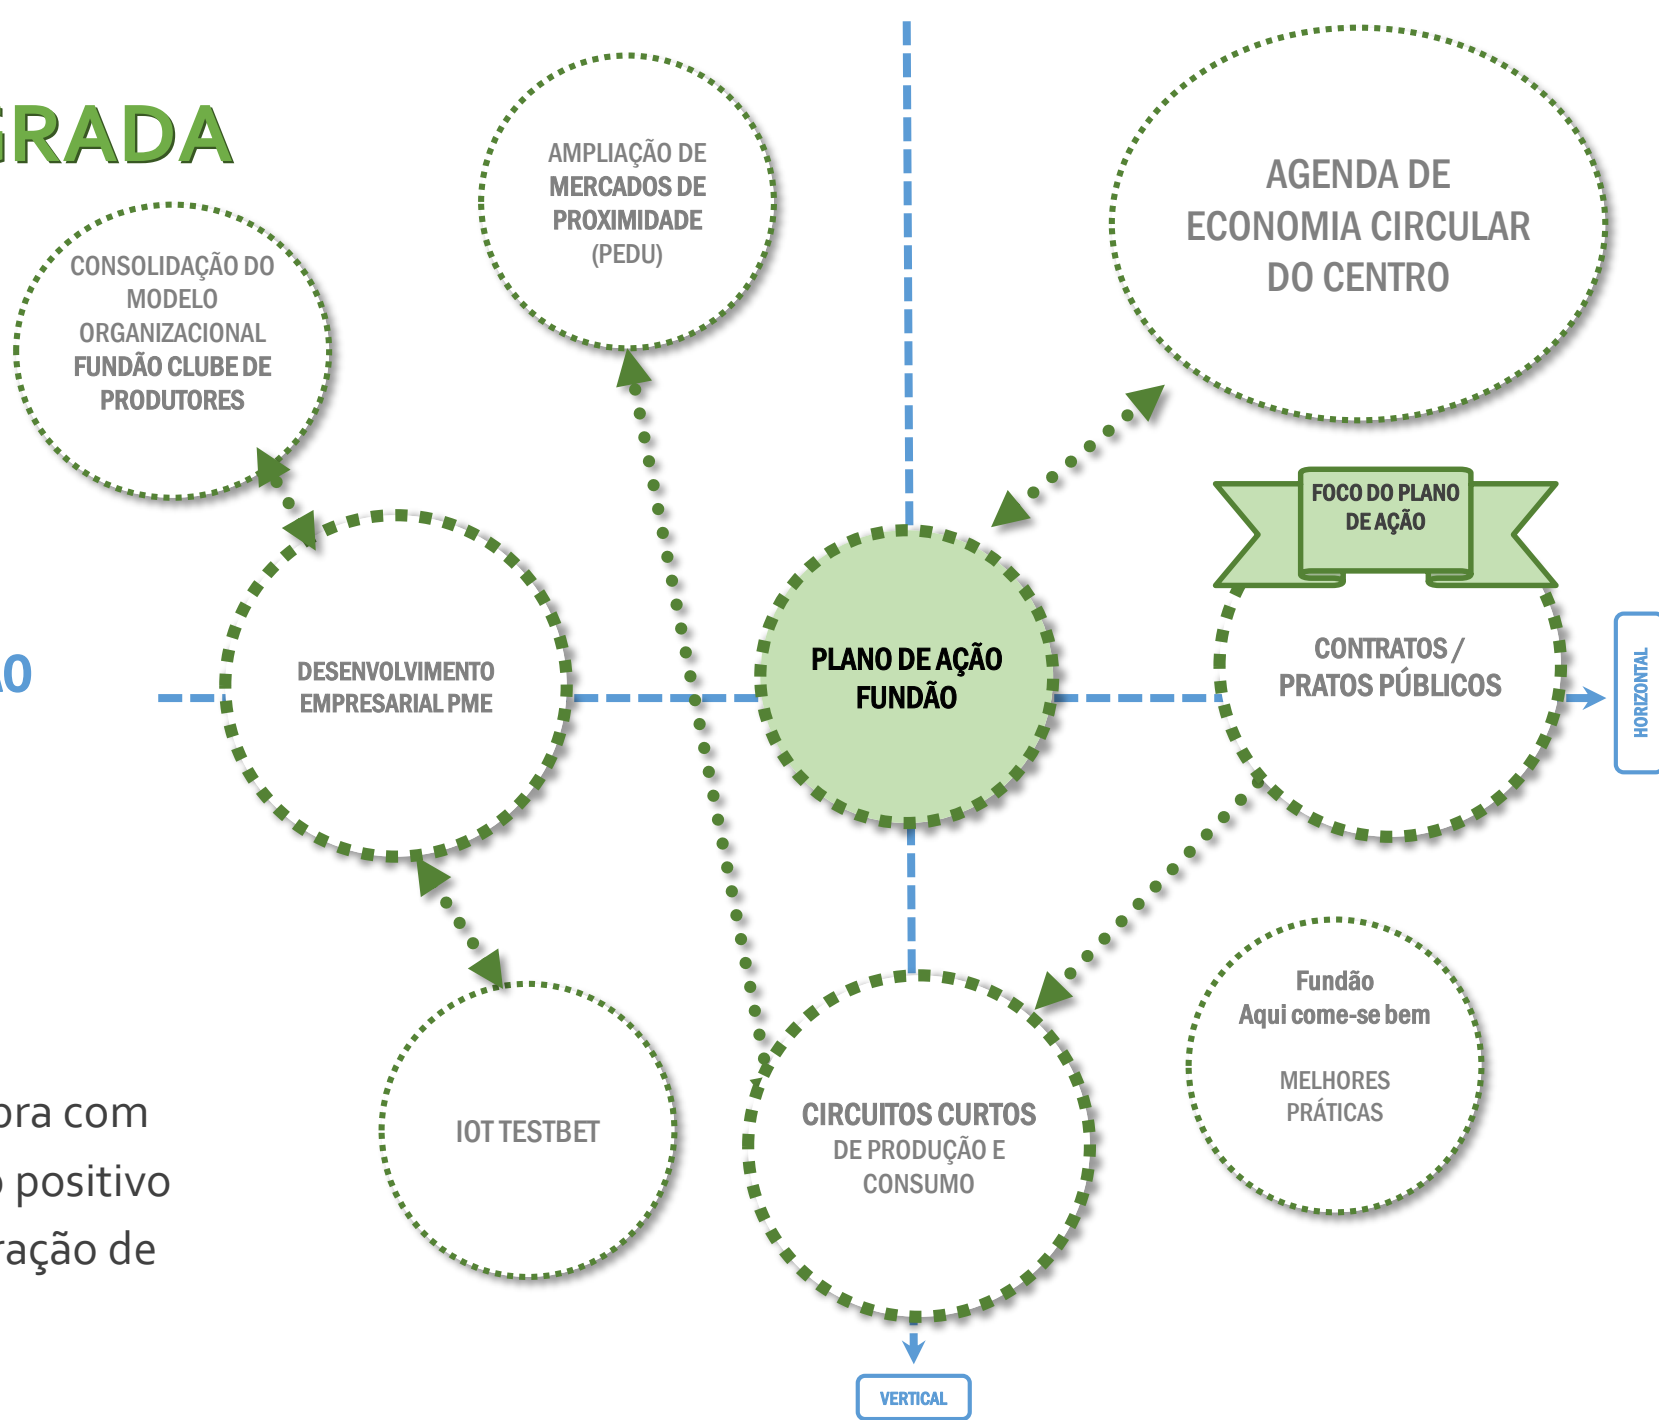 GRADA
AMPLIAÇÃO DE
MERCADOS DE
PROXIMIDADE
(PEDU)
AGENDA DE
ECONOMIA CIRCULAR
DO CENTRO
CONSOLIDAÇÃO DO
MODELO
ORGANIZACIONAL
FUNDÃO CLUBE DE
PRODUTORES
FOCO DO PLANO
DE AÇÃO
DESENVOLVIMENTO
EMPRESARIAL PME
PLANO DE AÇÃO
FUNDÃO
CONTRATOS /
PRATOS PÚBLICOS
HORIZONTAL
Fundão
Aqui come-se bem
MELHORES
PRÁTICAS
IOT TESTBET
CIRCUITOS CURTOS
DE PRODUÇÃO E
CONSUMO
ora com
o positivo
ração de
VERTICAL